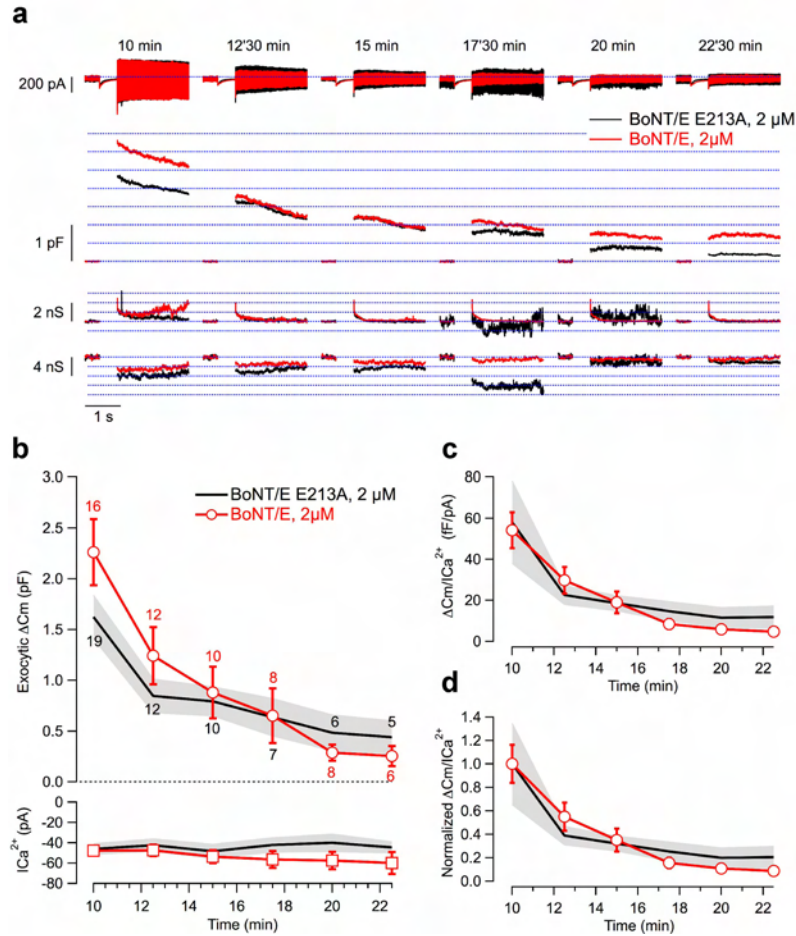 a
10 min 12'30 min 15 min 17'30 min 20 min 22'30 min
200 pA
BoNT/E E213A, 2 µM
BoNT/E, 2µM
1 pF
2 nS
4 nS
1 s
b
3.0
2.5
2.0
1.5
1.0
0.5
0.0
Exocytic ΔCm (pF)
BoNT/E E213A, 2 µM
BoNT/E, 2µM
16
12
10
8
8
6
19
12
10
7
6
5
0
-20
-40
-60
-80
ICa²⁺ (pA)
10 12 14 16 18 20 22
Time (min)
c
80
60
40
20
0
ΔCm/ICa²⁺ (fF/pA)
10 12 14 16 18 20 22
Time (min)
d
1.4
1.2
1.0
0.8
0.6
0.4
0.2
0.0
Normalized ΔCm/ICa²⁺
10 12 14 16 18 20 22
Time (min)